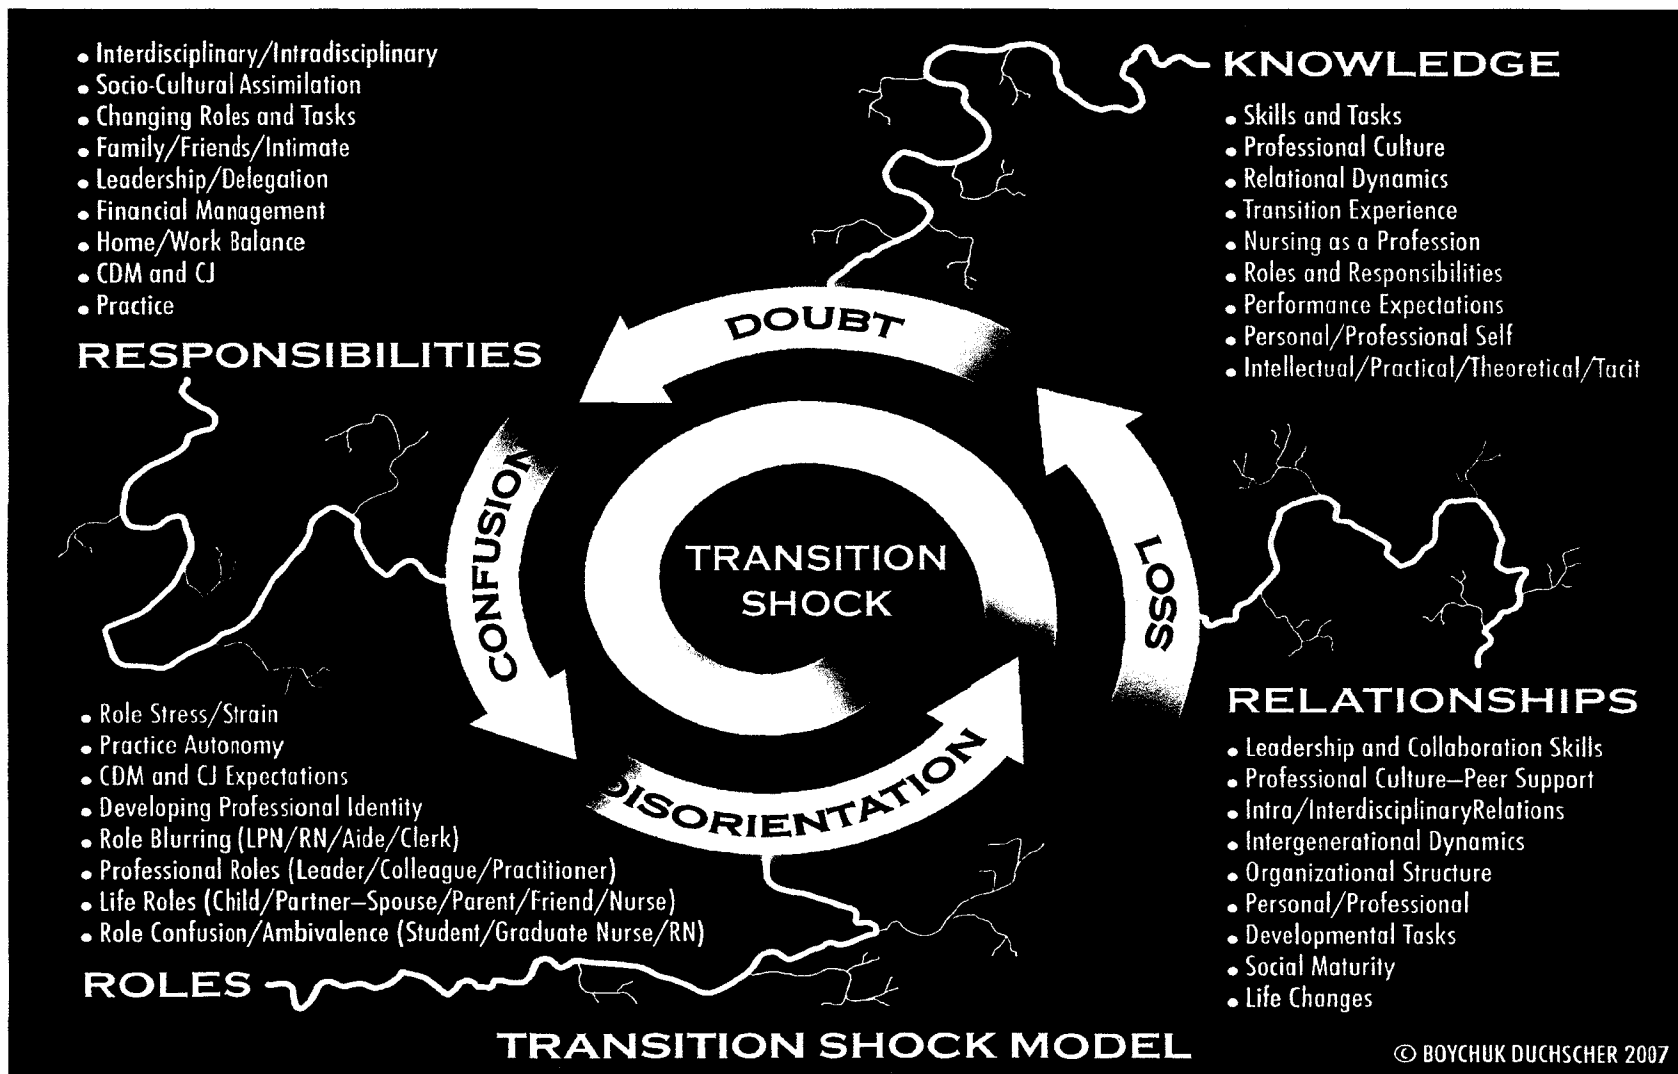 • Interdisciplinary/Intradisciplinary
• Socio-Cultural Assimilation
• Changing Roles and Tasks
• Family/Friends/Intimate
• Leadership/Delegation
• Financial Management
• Home/Work Balance
• CDM and CJ
• Practice
RESPONSIBILITIES
KNOWLEDGE
• Skills and Tasks
• Professional Culture
• Relational Dynamics
• Transition Experience
• Nursing as a Profession
• Roles and Responsibilities
• Performance Expectations
• Personal/Professional Self
• Intellectual/Practical/Theoretical/Tacit
DOUBT
CONFUSION
TRANSITION
SHOCK
LOSS
DISORIENTATION
• Role Stress/Strain
• Practice Autonomy
• CDM and CJ Expectations
• Developing Professional Identity
• Role Blurring (LPN/RN/Aide/Clerk)
• Professional Roles (Leader/Colleague/Practitioner)
• Life Roles (Child/Partner–Spouse/Parent/Friend/Nurse)
• Role Confusion/Ambivalence (Student/Graduate Nurse/RN)
ROLES
RELATIONSHIPS
• Leadership and Collaboration Skills
• Professional Culture–Peer Support
• Intra/InterdisciplinaryRelations
• Intergenerational Dynamics
• Organizational Structure
• Personal/Professional
• Developmental Tasks
• Social Maturity
• Life Changes
TRANSITION SHOCK MODEL
© BOYCHUK DUCHSCHER 2007